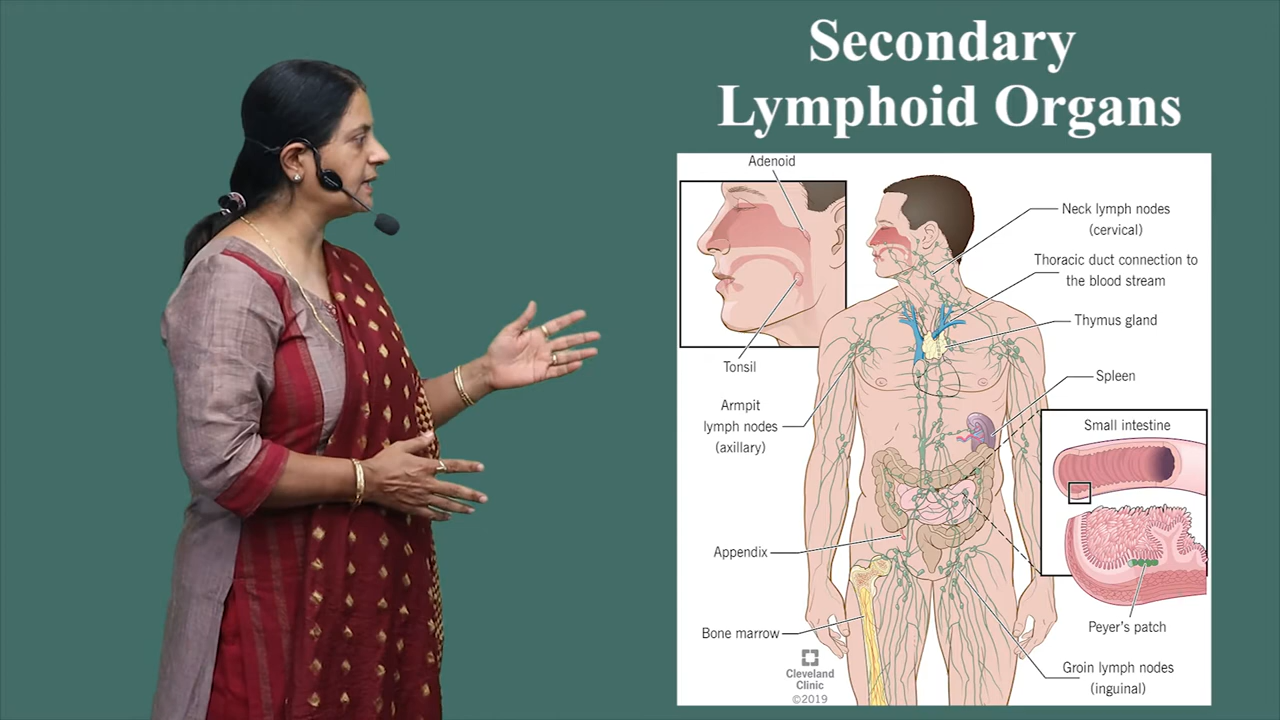 Secondary
Lymphoid Organs
Adenoid
Tonsil
Armpit
lymph nodes
(axillary)
Appendix
Bone marrow
Cleveland
Clinic
©2019
Neck lymph nodes
(cervical)
Thoracic duct connection to
the blood stream
Thymus gland
Spleen
Small intestine
Peyer's patch
Groin lymph nodes
(inguinal)